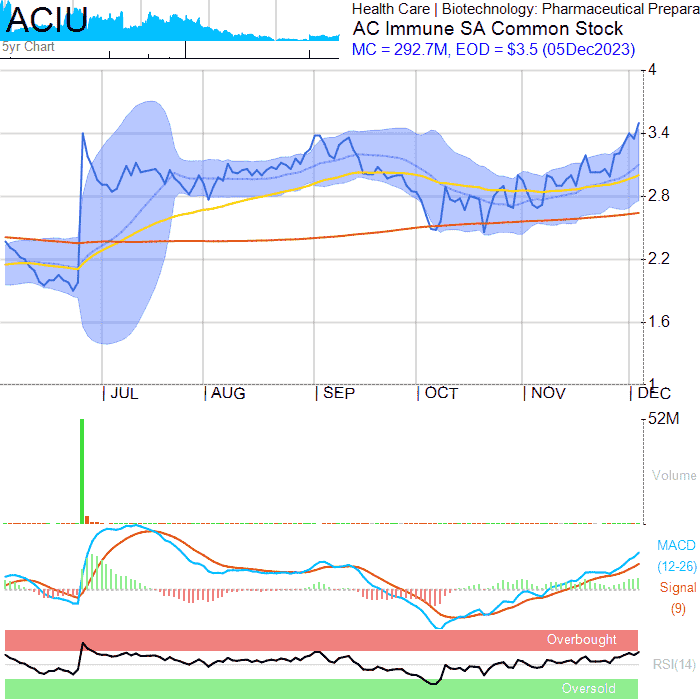 ACIU
5yr Chart
Health Care | Biotechnology: Pharmaceutical Prepara
AC Immune SA Common Stock
MC = 292.7M, EOD = $3.5 (05Dec2023)
4
3.4
2.8
2.2
1.6
1
JUL AUG SEP OCT NOV DEC
52M
Volume
MACD
(12-26)
Signal
(9)
Overbought
RSI(14)
Oversold